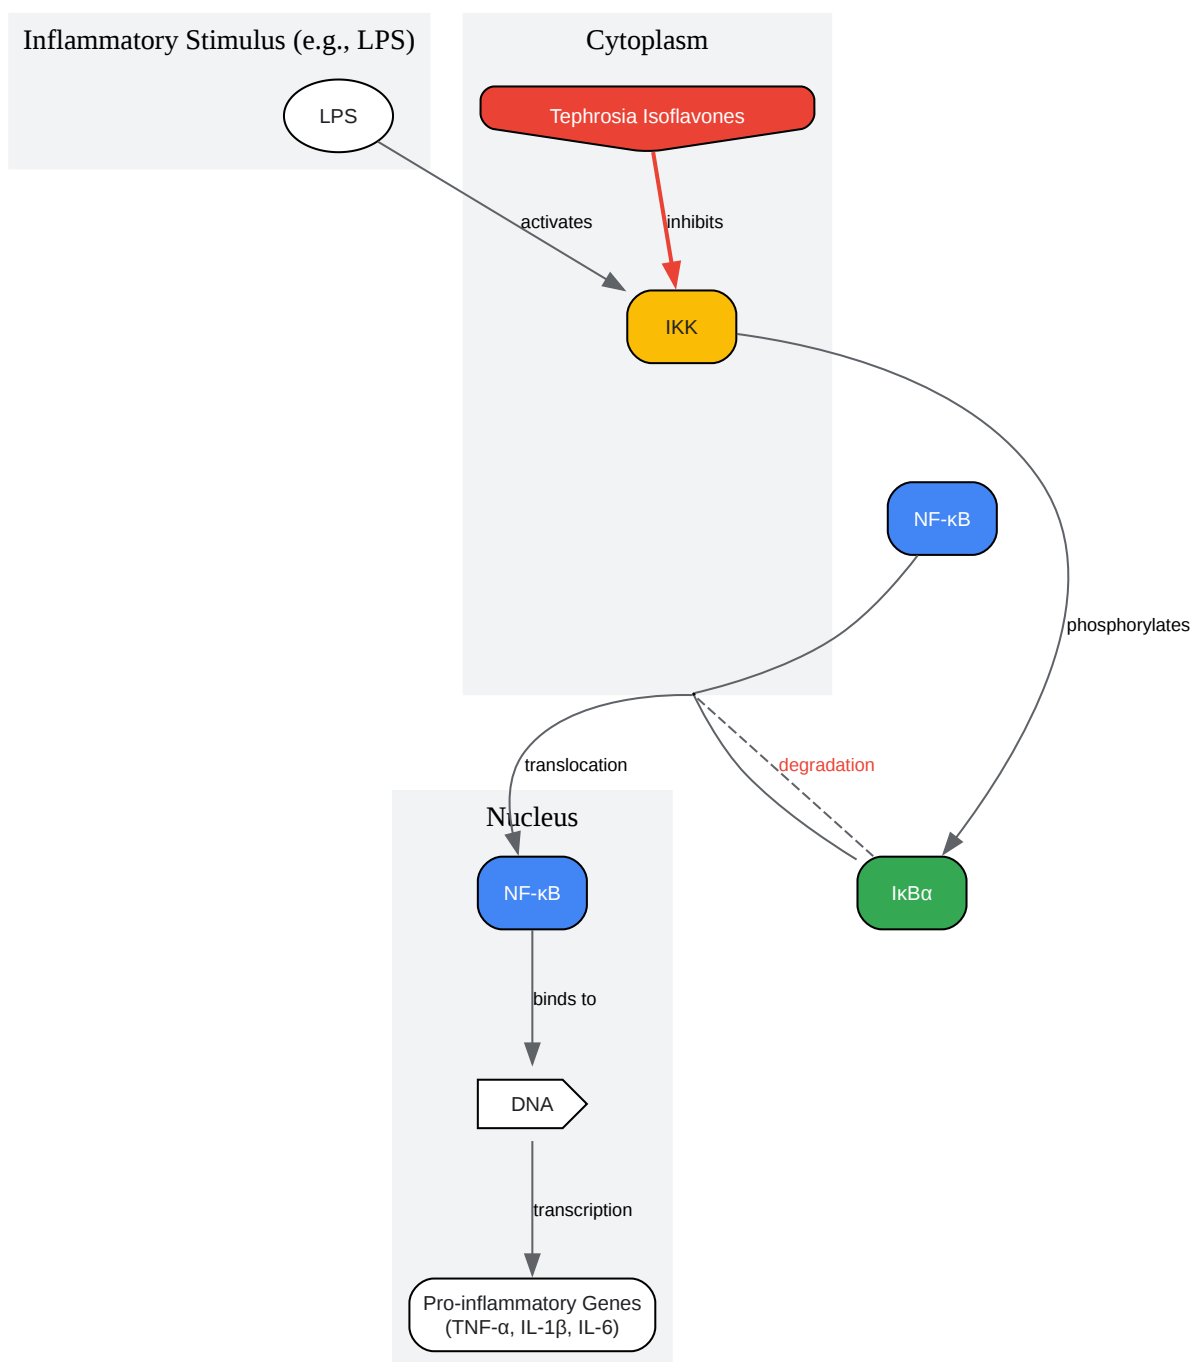 Inflammatory Stimulus (e.g., LPS)
Cytoplasm
LPS
Tephrosia Isoflavones
activates
inhibits
IKK
NF-κB
phosphorylates
translocation
degradation
Nucleus
NF-κB
IκBα
binds to
DNA
transcription
Pro-inflammatory Genes
(TNF-α, IL-1β, IL-6)